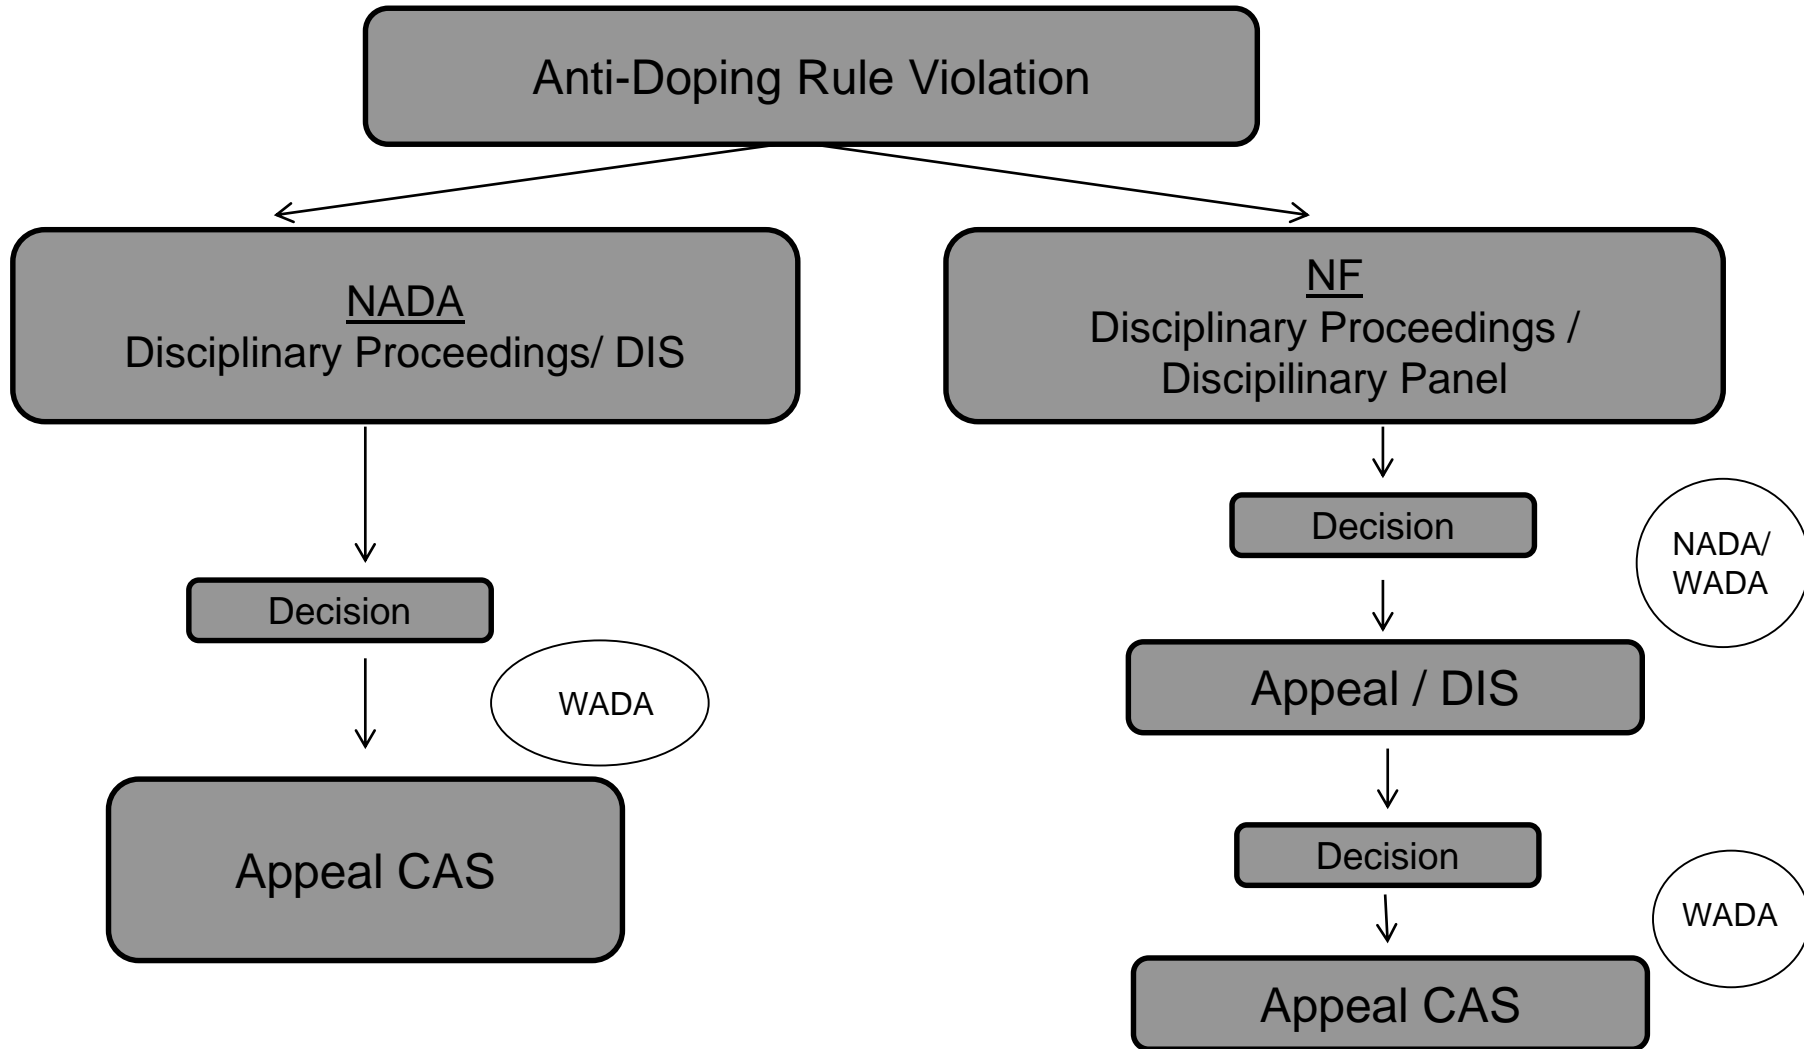 Anti-Doping Rule Violation
NADA
Disciplinary Proceedings/ DIS
NF
Disciplinary Proceedings /
Discipilinary Panel
Decision
NADA/
WADA
Decision
Appeal / DIS
WADA
Appeal CAS
Decision
WADA
Appeal CAS